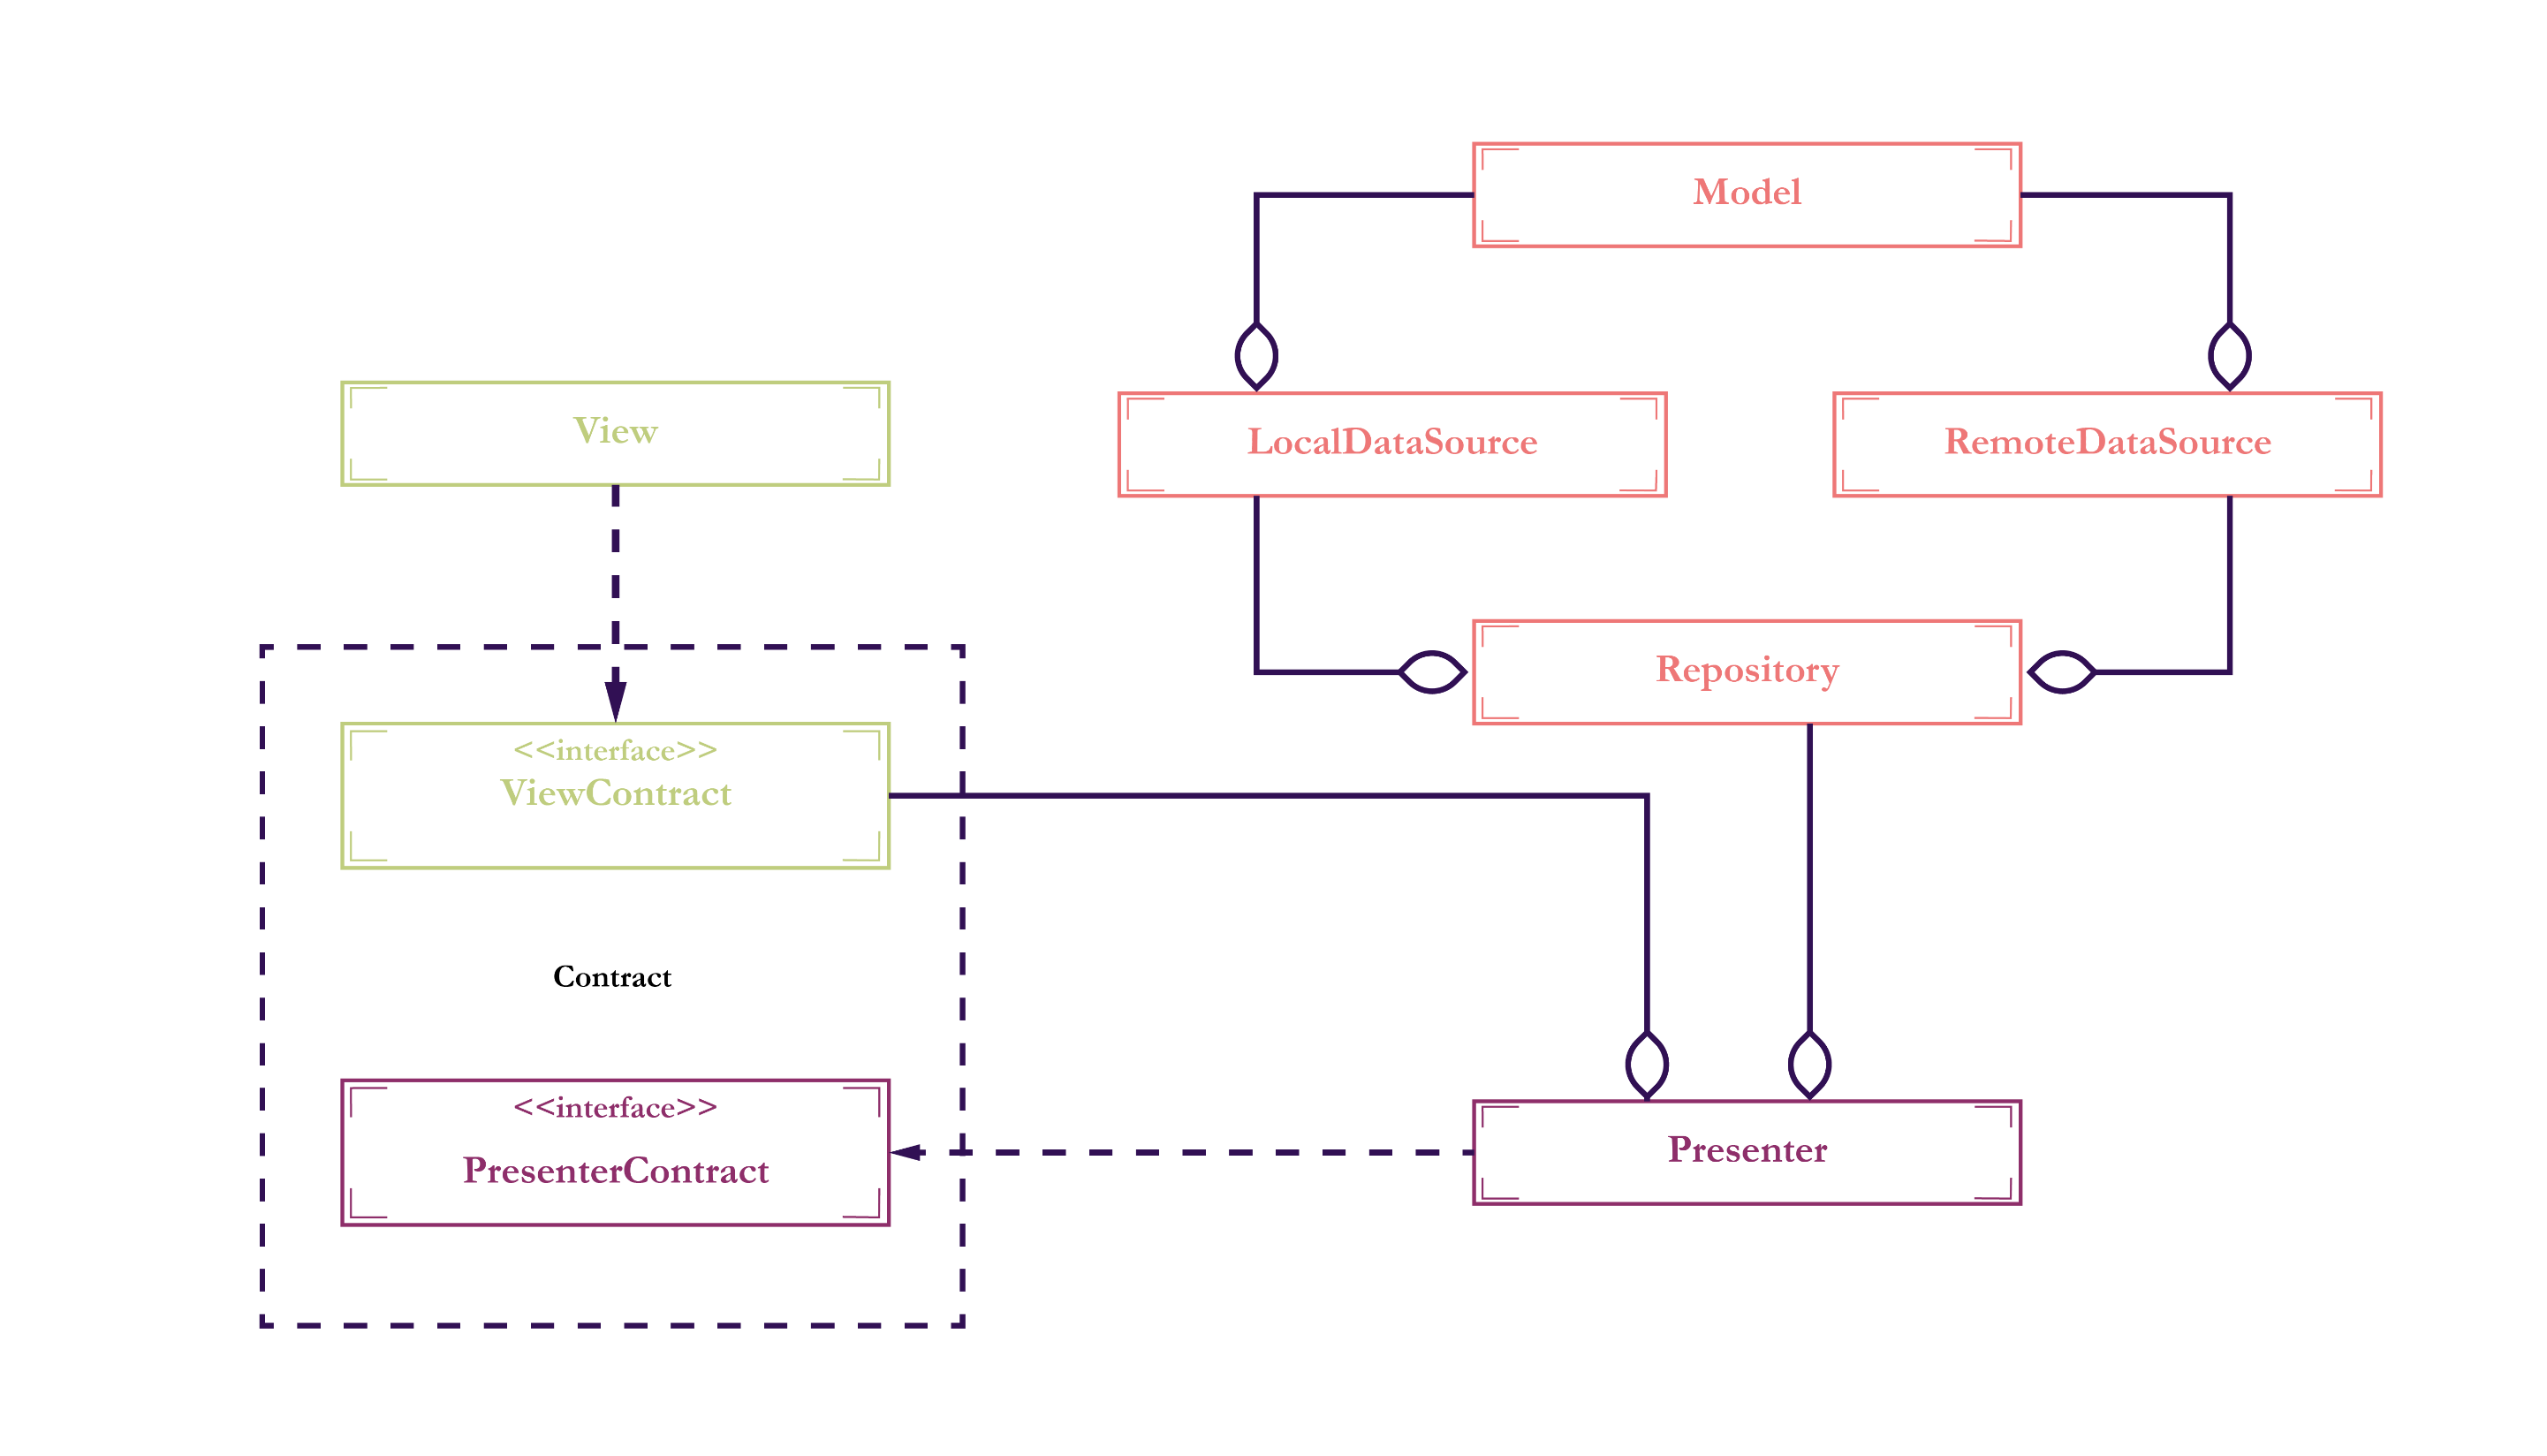 Model
View
LocalDataSource
RemoteDataSource
Repository
<<interface>>
ViewContract
Contract
<<interface>>
PresenterContract
Presenter